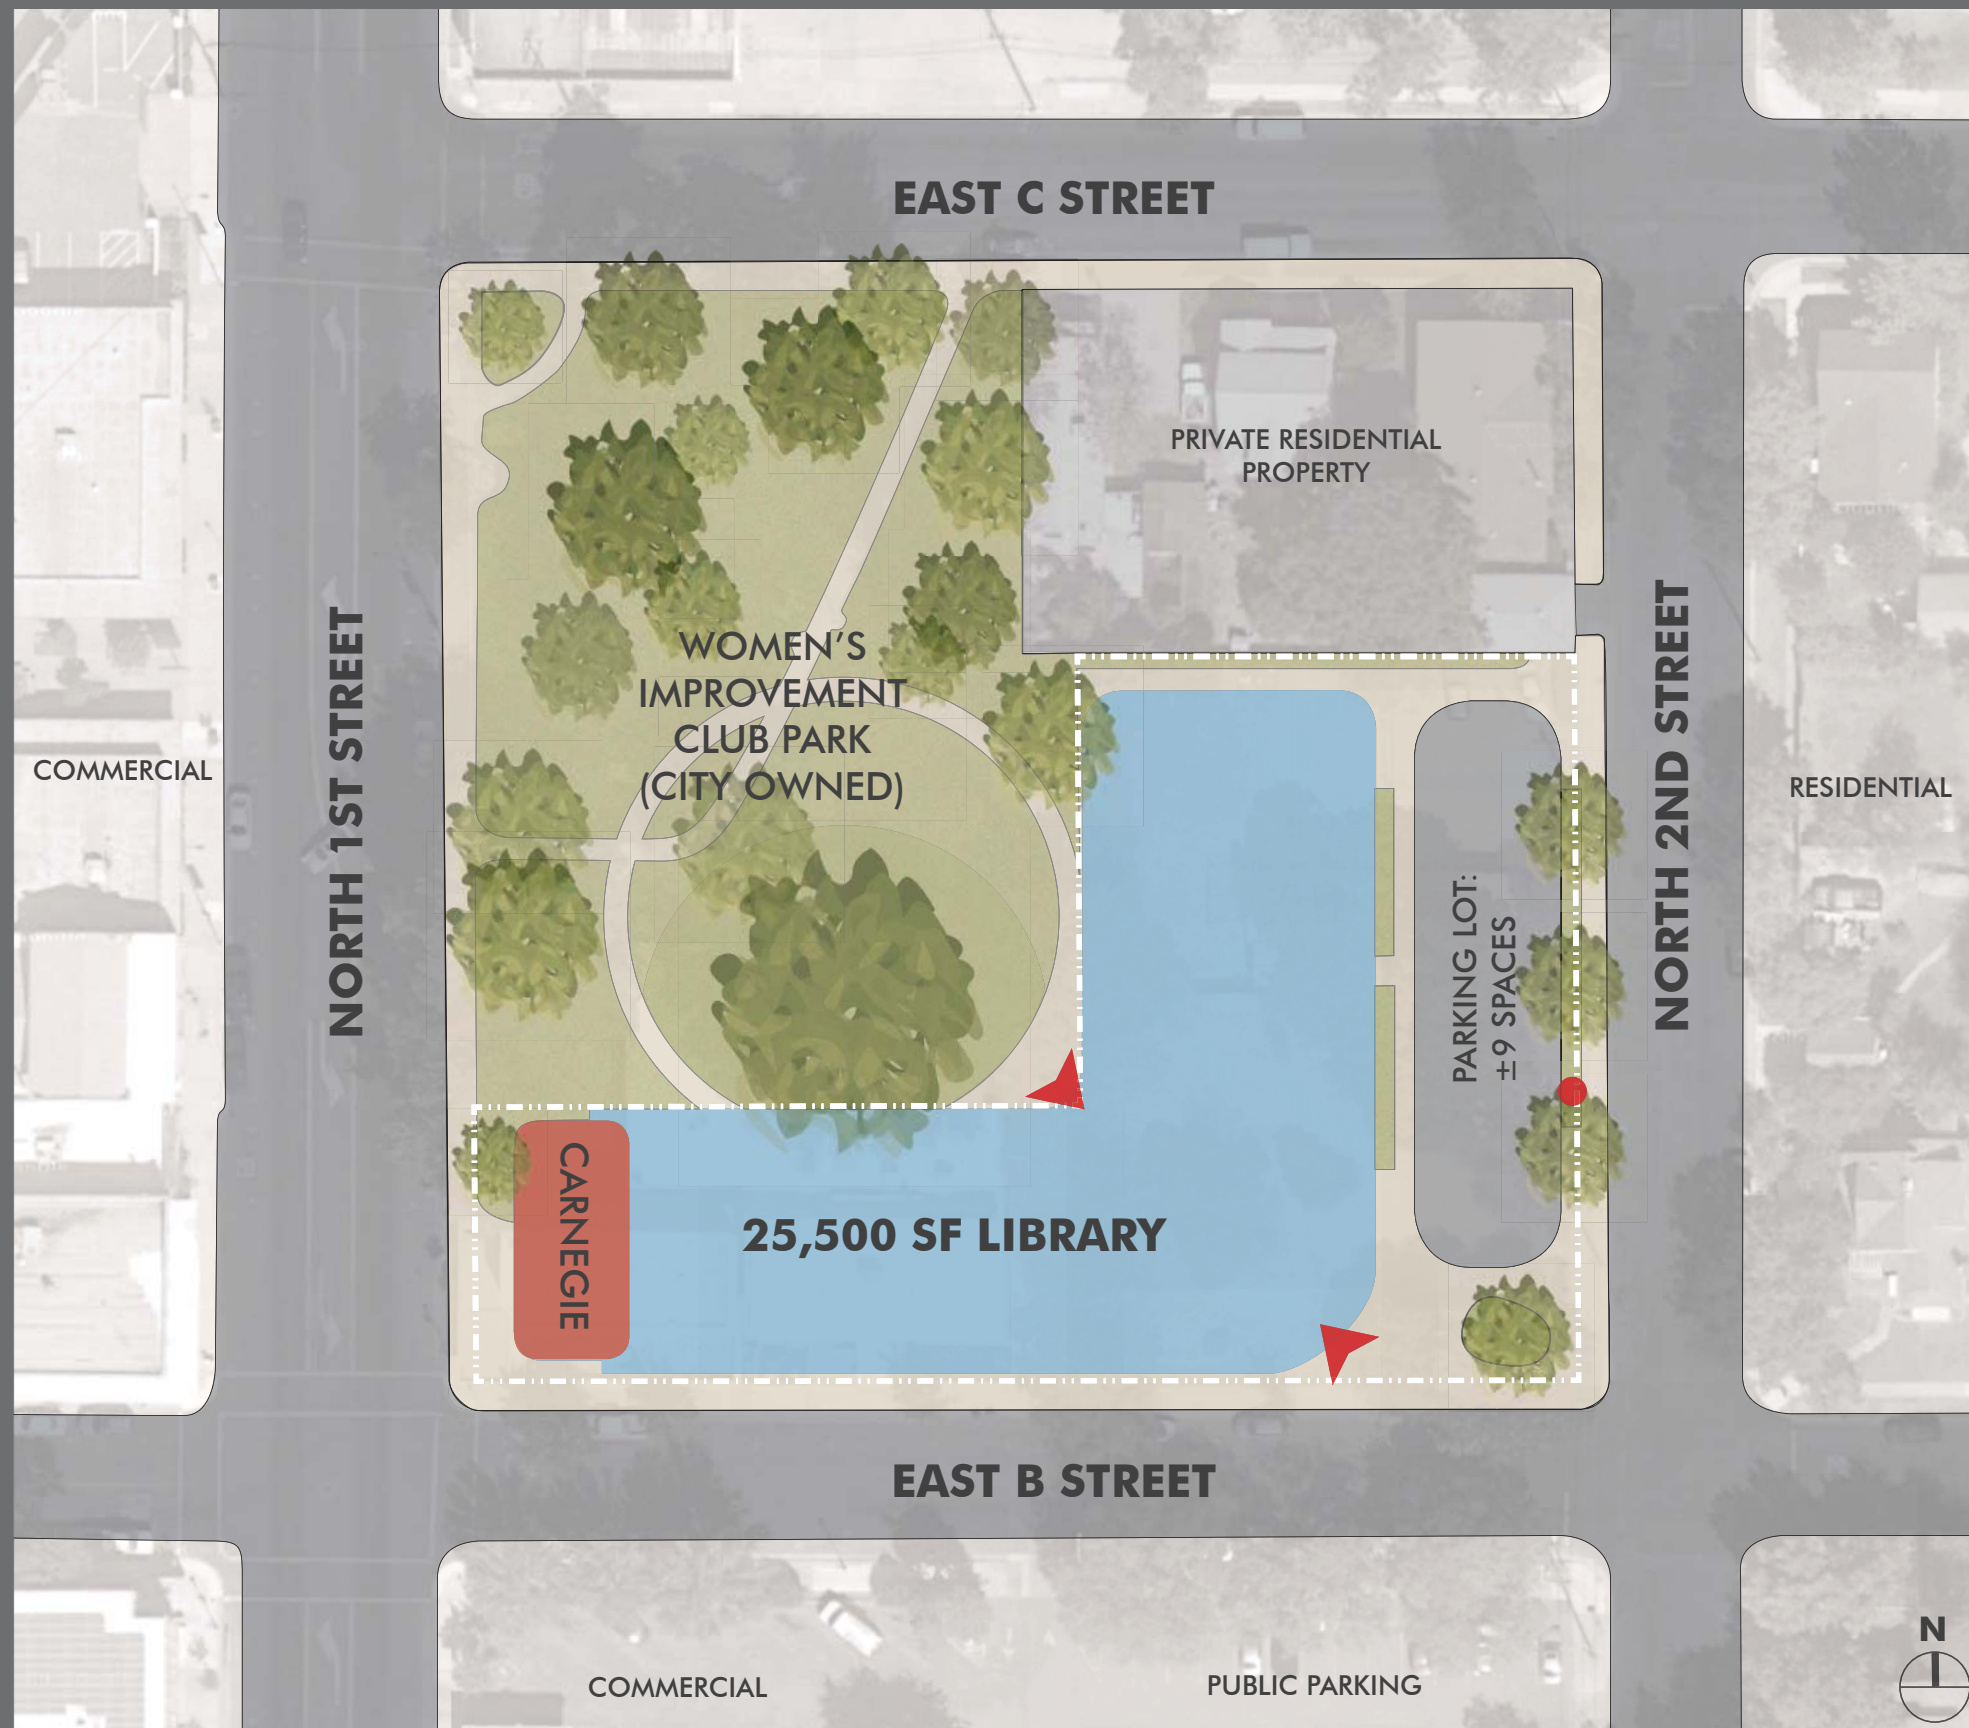 EAST C STREET
PRIVATE RESIDENTIAL
PROPERTY
WOMEN'S
IMPROVEMENT
CLUB PARK
(CITY OWNED)
COMMERCIAL
NORTH 1ST STREET
NORTH 2ND STREET
RESIDENTIAL
PARKING LOT:
±9 SPACES
CARNEGIE
25,500 SF LIBRARY
EAST B STREET
COMMERCIAL
PUBLIC PARKING
N